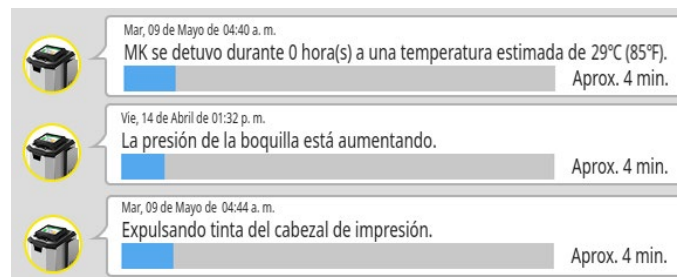 Mar, 09 de Mayo de 04:40 a. m.
MK se detuvo durante 0 hora(s) a una temperatura estimada de 29°C (85°F).
Aprox. 4 min.
Vie, 14 de Abril de 01:32 p. m.
La presión de la boquilla está aumentando.
Aprox. 4 min.
Mar, 09 de Mayo de 04:44 a. m.
Expulsando tinta del cabezal de impresión.
Aprox. 4 min.